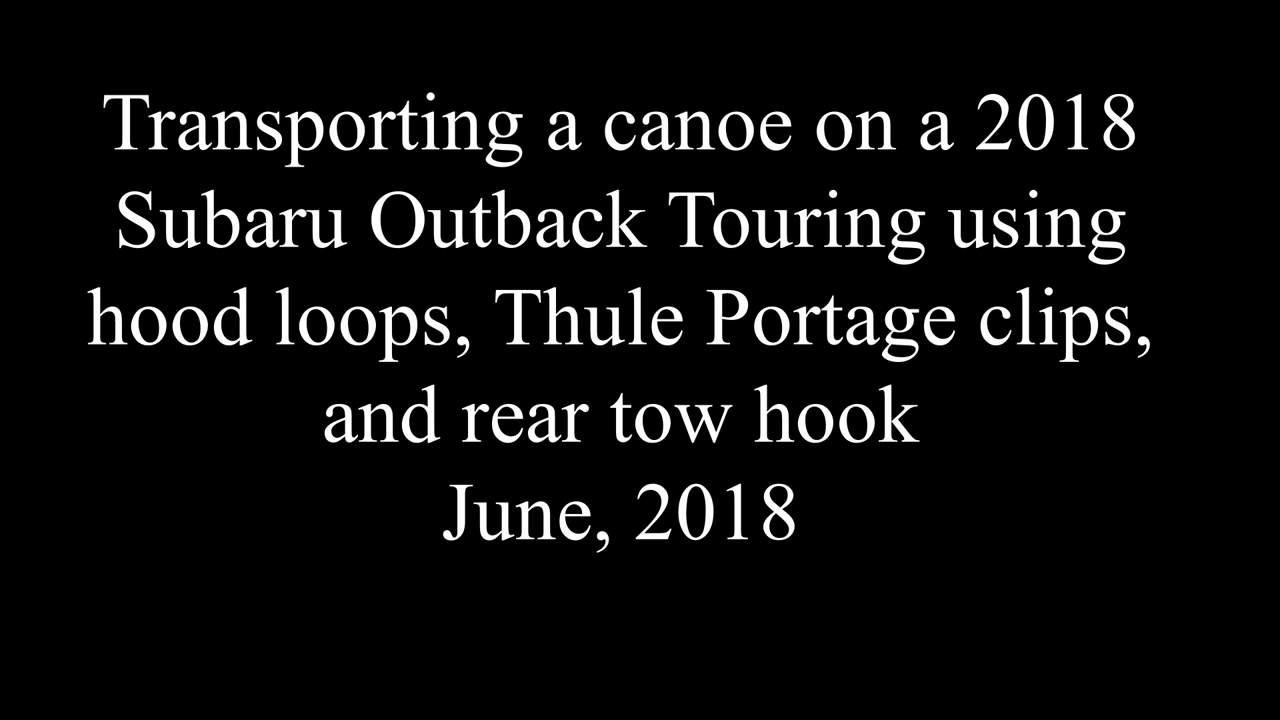 Transporting a canoe on a 2018
Subaru Outback Touring using
hood loops, Thule Portage clips,
and rear tow hook
June, 2018